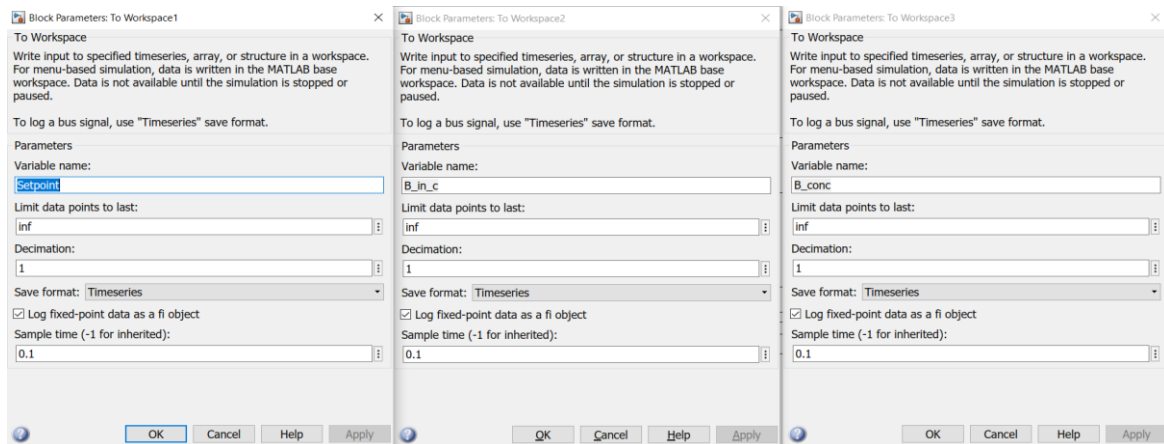 Block Parameters: To Workspace1
To Workspace
Write input to specified timeseries, array, or structure in a workspace.
For menu-based simulation, data is written in the MATLAB base
workspace. Data is not available until the simulation is stopped or
paused.
To log a bus signal, use "Timeseries" save format.
Parameters
Variable name:
Setpoint
Limit data points to last:
inf
Decimation:
1
Save format: Timeseries
Log fixed-point data as a fi object
Sample time (-1 for inherited):
0.1
OK Cancel Help Apply
Block Parameters: To Workspace2
To Workspace
Write input to specified timeseries, array, or structure in a workspace.
For menu-based simulation, data is written in the MATLAB base
workspace. Data is not available until the simulation is stopped or
paused.
To log a bus signal, use "Timeseries" save format.
Parameters
Variable name:
B_in_c
Limit data points to last:
inf
Decimation:
1
Save format: Timeseries
Log fixed-point data as a fi object
Sample time (-1 for inherited):
0.1
OK Cancel Help Apply
Block Parameters: To Workspace3
To Workspace
Write input to specified timeseries, array, or structure in a workspace.
For menu-based simulation, data is written in the MATLAB base
workspace. Data is not available until the simulation is stopped or
paused.
To log a bus signal, use "Timeseries" save format.
Parameters
Variable name:
B_conc
Limit data points to last:
inf
Decimation:
1
Save format: Timeseries
Log fixed-point data as a fi object
Sample time (-1 for inherited):
0.1
OK Cancel Help Apply